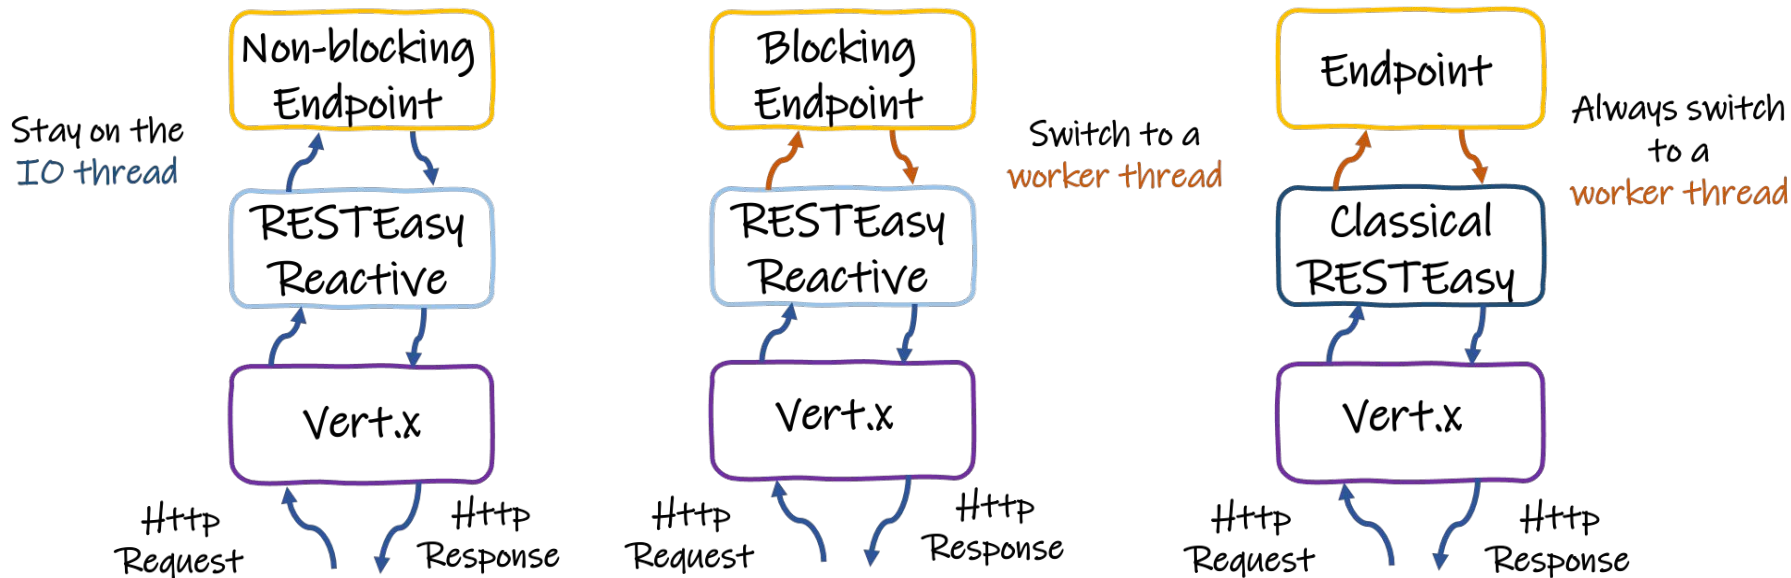 Non-blocking
Endpoint
Stay on the
IO thread
RESTEasy
Reactive
Vert.x
Http
Request
Http
Response
Blocking
Endpoint
Switch to a
worker thread
RESTEasy
Reactive
Vert.x
Http
Request
Http
Response
Endpoint
Always switch
to a
worker thread
Classical
RESTEasy
Vert.x
Http
Request
Http
Response